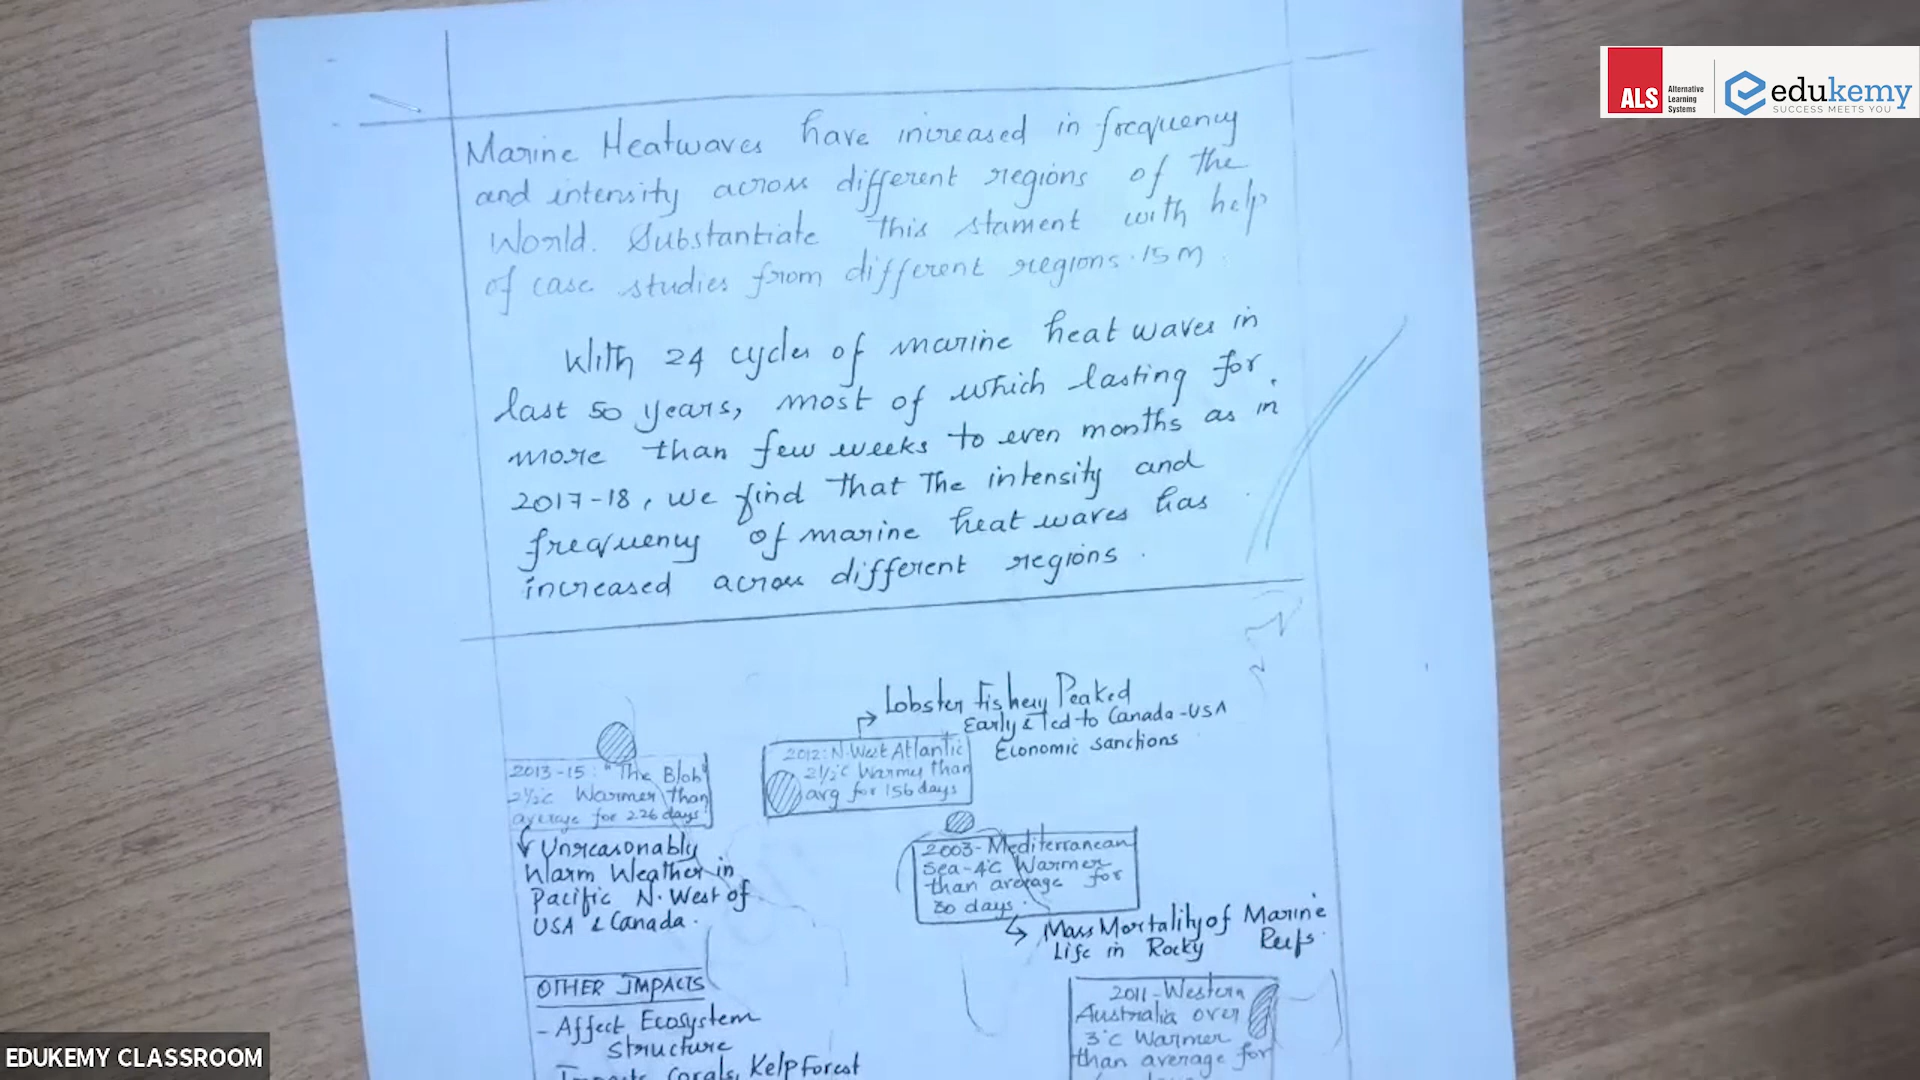 ALS Alternative
Learning
Systems
edukemy
SUCCESS MEETS YOU
Marine Heatwaves have increased in frequency
and intensity across different regions of the
World. Substantiate this stament with help
of case studies from different regions. 15 M.
With 24 cycles of marine heat waves in
last 50 years, most of which lasting for
more than few weeks to even months as in
2017-18, we find that The intensity and
frequency of marine heat waves has
increased across different regions.
Lobster Fishery Peaked
Early & led to Canada-USA
Economic sanctions
2013-15: "The Blob"
2½°C Warmer than
average for 226 days
2012: N. West Atlantic
2½°C Warmer than
avg for 156 days
Unreasonably
Warm Weather in
Pacific N. West of
USA & Canada.
2003-Mediterranean
Sea-4°C Warmer
than average for
30 days.
Mass Mortality of Marine
Life in Rocky Reefs.
OTHER IMPACTS
- Affect Ecosystem
Structure
Corals, Kelp Forest
2011-Western
Australia over
3°C Warmer
than average for
EDUKEMY CLASSROOM